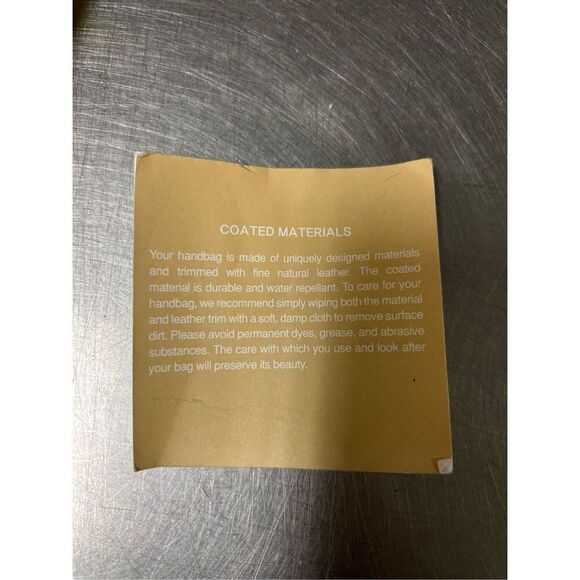 COATED MATERIALS
Your handbag is made of uniquely designed materials
and trimmed with fine natural leather. The coated
material is durable and water repellant. To care for your
handbag, we recommend simply wiping both the material
and leather trim with a soft, damp cloth to remove surface
dirt. Please avoid permanent dyes, grease, and abrasive
substances. The care with which you use and look after
your bag will preserve its beauty.